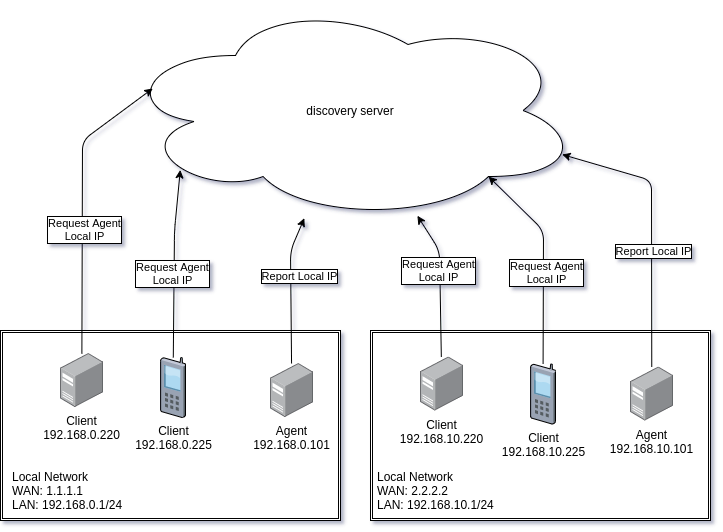 discovery server
Request Agent
Local IP
Request Agent
Local IP
Report Local IP
Request Agent
Local IP
Request Agent
Local IP
Report Local IP
Client
192.168.0.220
Client
192.168.0.225
Agent
192.168.0.101
Client
192.168.10.220
Client
192.168.10.225
Agent
192.168.10.101
Local Network
WAN: 1.1.1.1
LAN: 192.168.0.1/24
Local Network
WAN: 2.2.2.2
LAN: 192.168.10.1/24